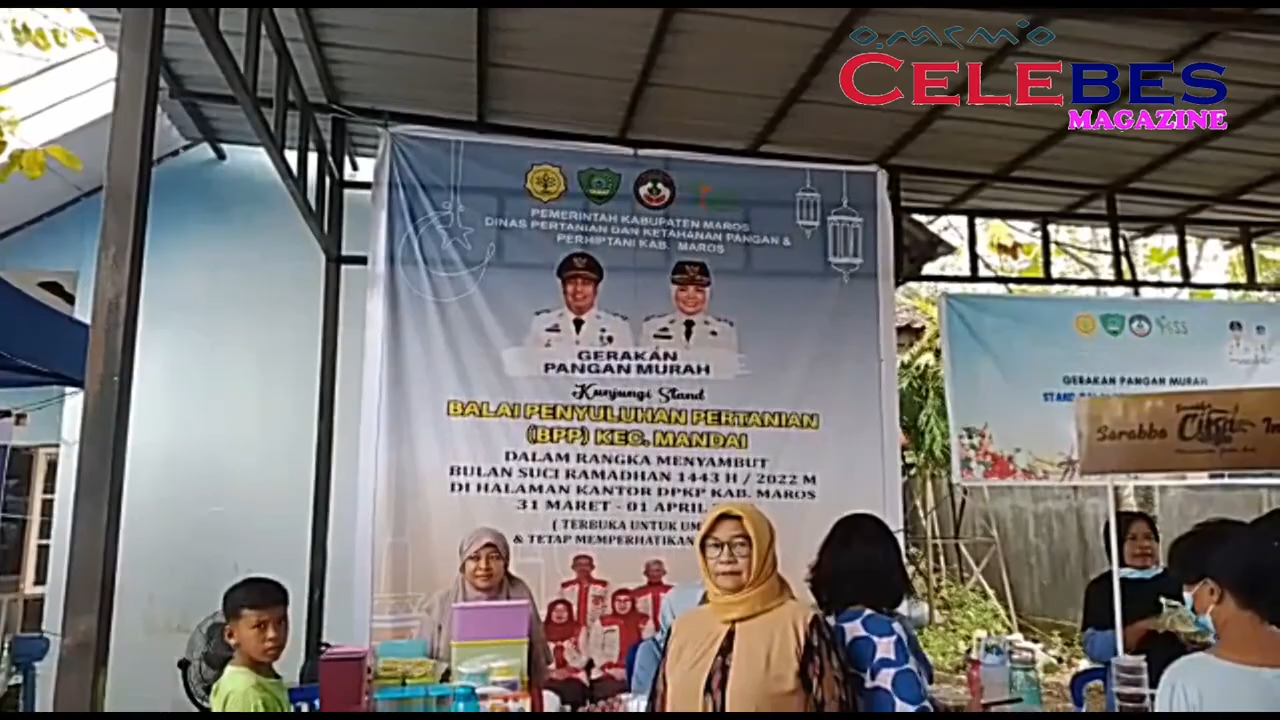 CELEBES
MAGAZINE
PEMERINTAH KABUPATEN MAROS
DINAS PERTANIAN DAN KETAHANAN PANGAN &
PERHIPTANI KAB. MAROS
GERAKAN
PANGAN MURAH
Kunjungi Stand
BALAI PENYULUHAN PERTANIAN
(BPP) KEC. MANDAI
DALAM RANGKA MENYAMBUT
BULAN SUCI RAMADHAN 1443 H / 2022 M
DI HALAMAN KANTOR DPKP KAB. MAROS
31 MARET - 01 APRIL
( TERBUKA UNTUK
& TETAP MEMPERHATIKAN
GERAKAN PANGAN MURAH
Sarabba